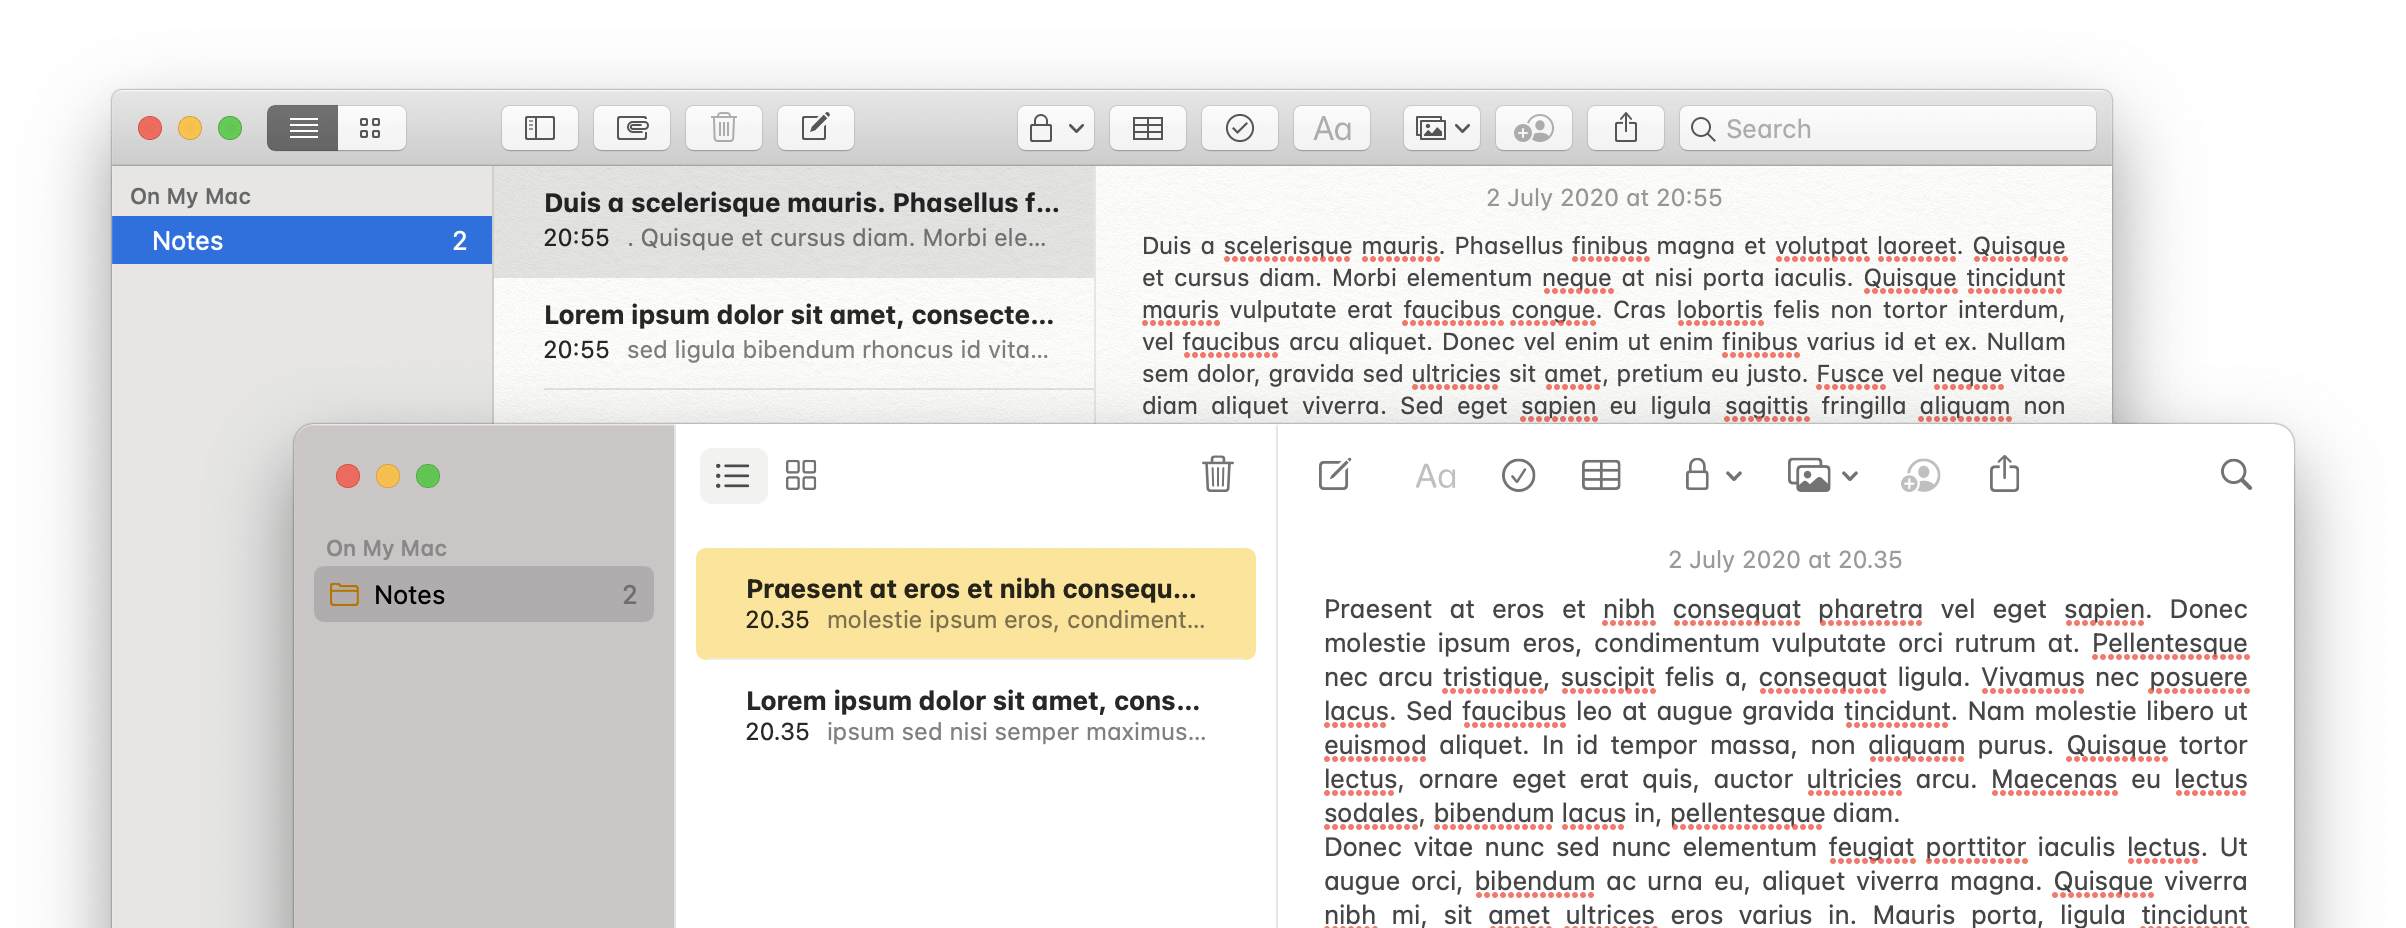 Aa
Search
On My Mac
Notes 2
Duis a scelerisque mauris. Phasellus f...
20:55 . Quisque et cursus diam. Morbi ele...
Lorem ipsum dolor sit amet, consecte...
20:55 sed ligula bibendum rhoncus id vita...
2 July 2020 at 20:55
Duis a scelerisque mauris. Phasellus finibus magna et volutpat laoreet. Quisque
et cursus diam. Morbi elementum neque at nisi porta iaculis. Quisque tincidunt
mauris vulputate erat faucibus congue. Cras lobortis felis non tortor interdum,
vel faucibus arcu aliquet. Donec vel enim ut enim finibus varius id et ex. Nullam
sem dolor, gravida sed ultricies sit amet, pretium eu justo. Fusce vel neque vitae
diam aliquet viverra. Sed eget sapien eu ligula sagittis fringilla aliquam non
Aa
On My Mac
Notes 2
Praesent at eros et nibh consequ...
20.35 molestie ipsum eros, condiment...
Lorem ipsum dolor sit amet, cons...
20.35 ipsum sed nisi semper maximus...
2 July 2020 at 20.35
Praesent at eros et nibh consequat pharetra vel eget sapien. Donec
molestie ipsum eros, condimentum vulputate orci rutrum at. Pellentesque
nec arcu tristique, suscipit felis a, consequat ligula. Vivamus nec posuere
lacus. Sed faucibus leo at augue gravida tincidunt. Nam molestie libero ut
euismod aliquet. In id tempor massa, non aliquam purus. Quisque tortor
lectus, ornare eget erat quis, auctor ultricies arcu. Maecenas eu lectus
sodales, bibendum lacus in, pellentesque diam.
Donec vitae nunc sed nunc elementum feugiat porttitor iaculis lectus. Ut
augue orci, bibendum ac urna eu, aliquet viverra magna. Quisque viverra
nibh mi, sit amet ultrices eros varius in. Mauris porta, ligula tincidunt